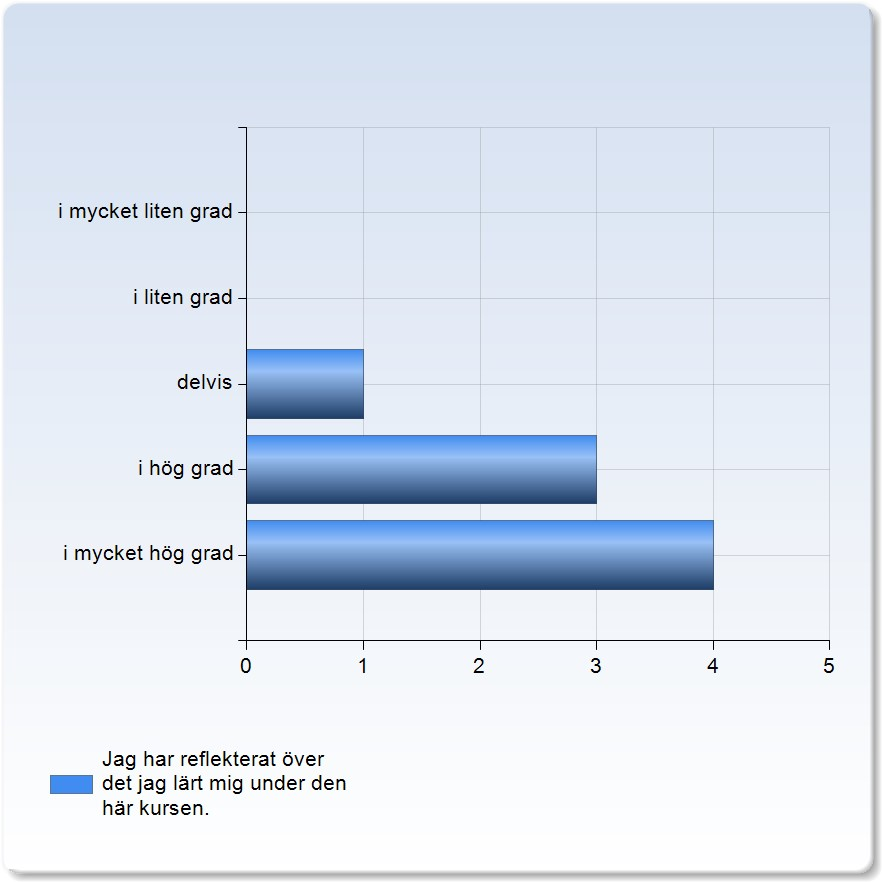 i mycket liten grad
i liten grad
delvis
i hög grad
i mycket hög grad
0 1 2 3 4 5
Jag har reflekterat över
det jag lärt mig under den
här kursen.